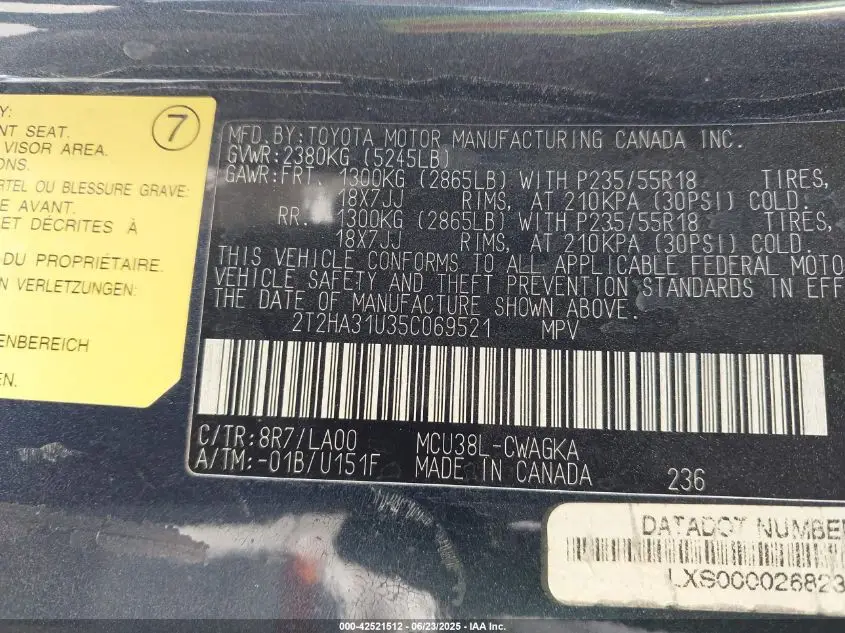 Y:
NT SEAT.
VISOR AREA.
ONS.
RTEL OU BLESSURE GRAVE:
E AVANT.
NT ET DÉCRITES À
DU PROPRIÉTAIRE.
N VERLETZUNGEN:
ENBEREICH
EN.
7
MFD. BY: TOYOTA MOTOR MANUFACTURING CANADA INC.
GVWR: 2380KG (5245LB)
GAWR: FRT. 1300KG (2865LB) WITH P235/55R18 TIRES,
18X7JJ RIMS, AT 210KPA (30PSI) COLD.
RR. 1300KG (2865LB) WITH P235/55R18 TIRES,
18X7JJ RIMS, AT 210KPA (30PSI) COLD.
THIS VEHICLE CONFORMS TO ALL APPLICABLE FEDERAL MOTO
VEHICLE SAFETY AND THEFT PREVENTION STANDARDS IN EFF
THE DATE OF MANUFACTURE SHOWN ABOVE.
2T2HA31U35C069521 MPV
C/TR: 8R7/LA00 MCU38L-CWAGKA
A/TM: -01B/U151F MADE IN CANADA 236
DATADOT NUMBE
LXS000026823
000-42521512 - 06/23/2025 - IAA Inc.